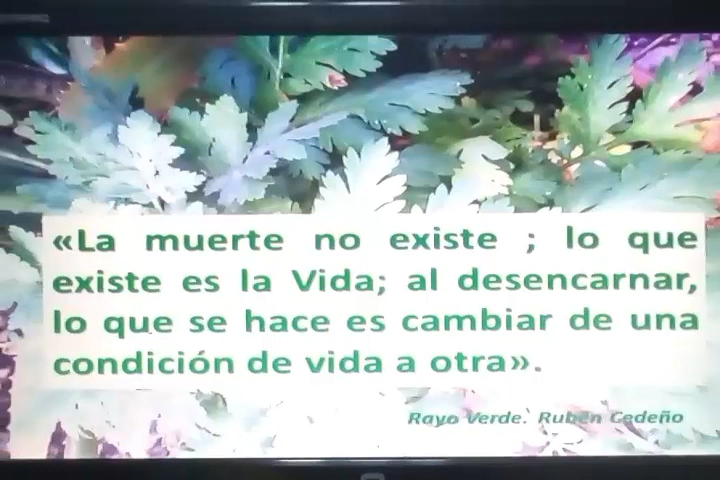 «La muerte no existe ; lo que
existe es la Vida; al desencarnar,
lo que se hace es cambiar de una
condición de vida a otra».
Rayo Verde. Rubén Cedeño